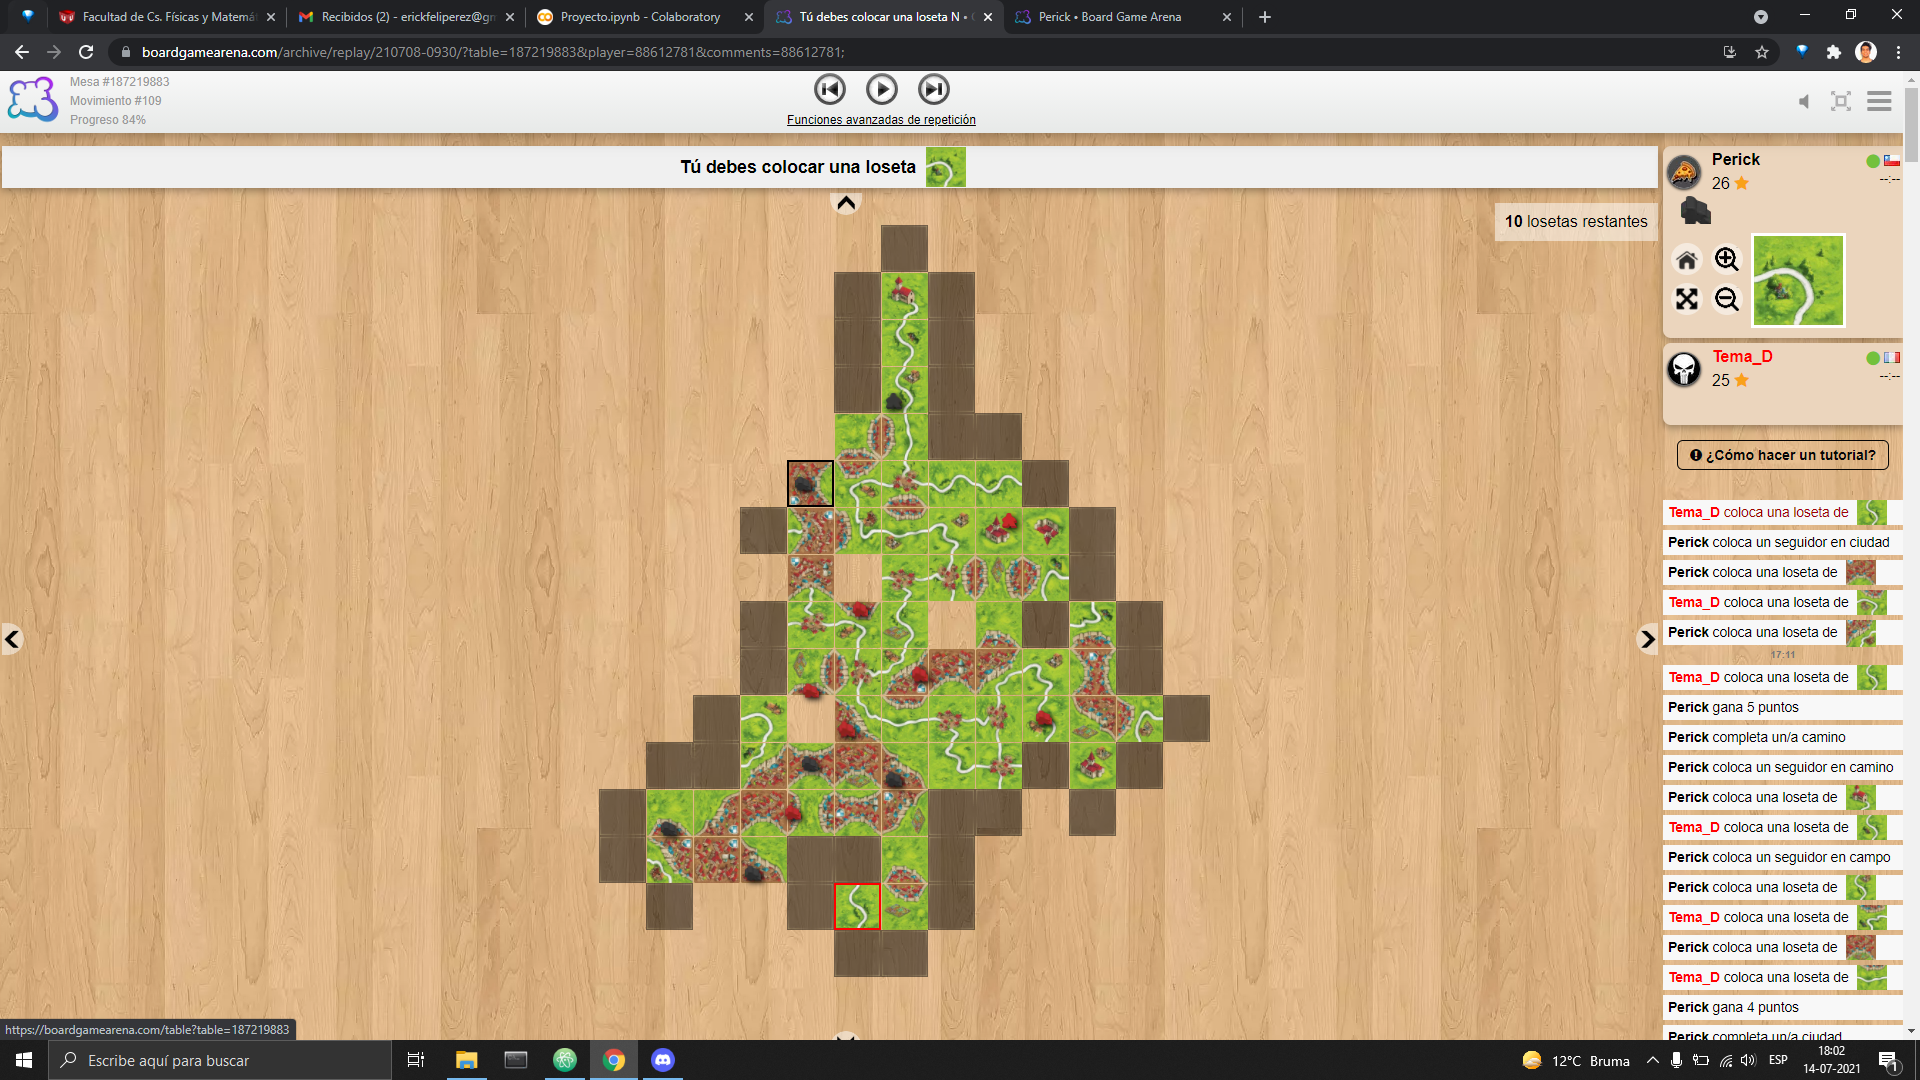 Facultad de Cs. Físicas y Matemá
Recibidos (2) - erickfeliperez@gm
Proyecto.ipynb - Colaboratory
Tú debes colocar una loseta N •
Perick • Board Game Arena
boardgamearena.com/archive/replay/210708-0930/?table=187219883&player=88612781&comments=88612781;
Mesa #187219883
Movimiento #109
Progreso 84%
Funciones avanzadas de repetición
Tú debes colocar una loseta
10 losetas restantes
Perick
26
--:--
Tema_D
25
--:--
¿Cómo hacer un tutorial?
Tema_D coloca una loseta de
Perick coloca un seguidor en ciudad
Perick coloca una loseta de
Tema_D coloca una loseta de
Perick coloca una loseta de
17:11
Tema_D coloca una loseta de
Perick gana 5 puntos
Perick completa un/a camino
Perick coloca un seguidor en camino
Perick coloca una loseta de
Tema_D coloca una loseta de
Perick coloca un seguidor en campo
Perick coloca una loseta de
Tema_D coloca una loseta de
Perick coloca una loseta de
Tema_D coloca una loseta de
Perick gana 4 puntos
Perick completa un/a ciudad
https://boardgamearena.com/table?table=187219883
Escribe aquí para buscar
12°C Bruma
ESP
18:02
14-07-2021
1